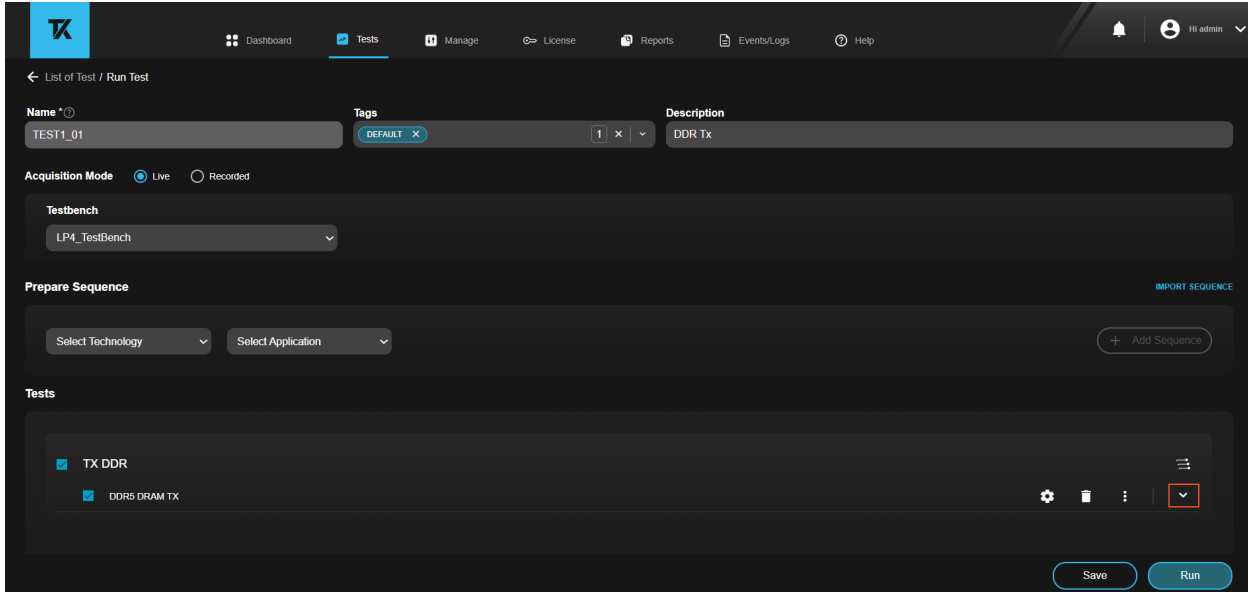 TK
Dashboard Tests Manage License Reports Events/Logs Help Hi admin
List of Test / Run Test
Name * Tags Description
TEST1_01 DEFAULT 1 DDR Tx
Acquisition Mode Live Recorded
Testbench
LP4_TestBench
Prepare Sequence IMPORT SEQUENCE
Select Technology Select Application + Add Sequence
Tests
TX DDR
DDR5 DRAM TX
Save Run